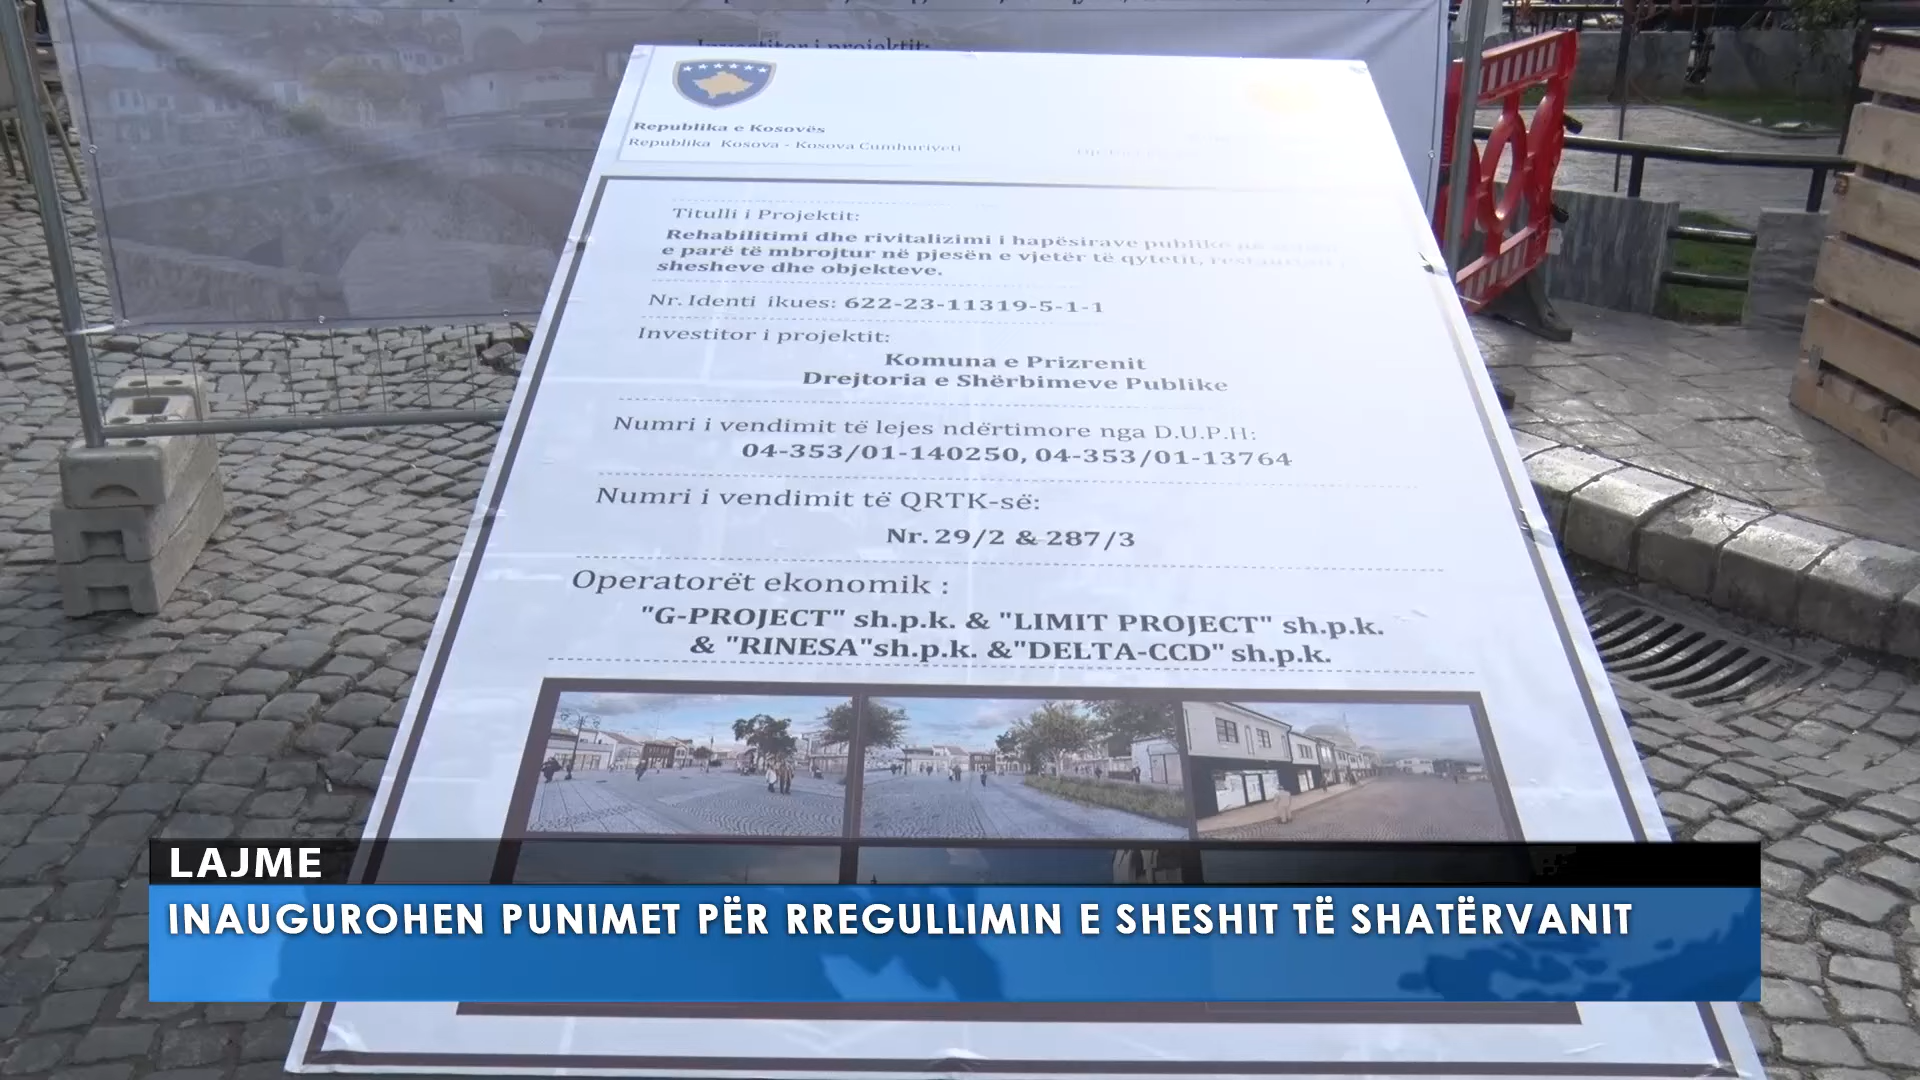 Investitor i projektit:
Republika e Kosovës
Republika Kosova - Kosova Cumhuriyeti
Titulli i Projektit:
Rehabilitimi dhe rivitalizimi i hapësirave publike
e parë të mbrojtur në pjesën e vjetër të qytetit,
shesheve dhe objekteve.
Nr. Identi ikues: 622-23-11319-5-1-1
Investitor i projektit:
Komuna e Prizrenit
Drejtoria e Shërbimeve Publike
Numri i vendimit të lejes ndërtimore nga D.U.P.H:
04-353/01-140250, 04-353/01-13764
Numri i vendimit të QRTK-së:
Nr. 29/2 & 287/3
Operatorët ekonomik :
"G-PROJECT" sh.p.k. & "LIMIT PROJECT" sh.p.k.
& "RINESA"sh.p.k. &"DELTA-CCD" sh.p.k.
LAJME
INAUGUROHEN PUNIMET PËR RREGULLIMIN E SHESHIT TË SHATËRVANIT